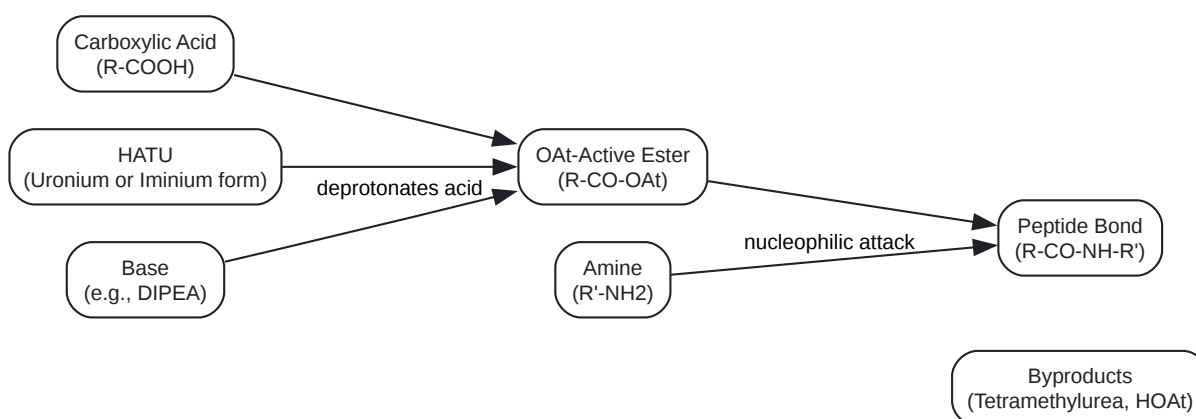 Carboxylic Acid
(R-COOH)
HATU
(Uronium or Iminium form)
deprotonates acid
Base
(e.g., DIPEA)
OAt-Active Ester
(R-CO-OAt)
Amine
(R'-NH2)
nucleophilic attack
Peptide Bond
(R-CO-NH-R')
Byproducts
(Tetramethylurea, HOAt)